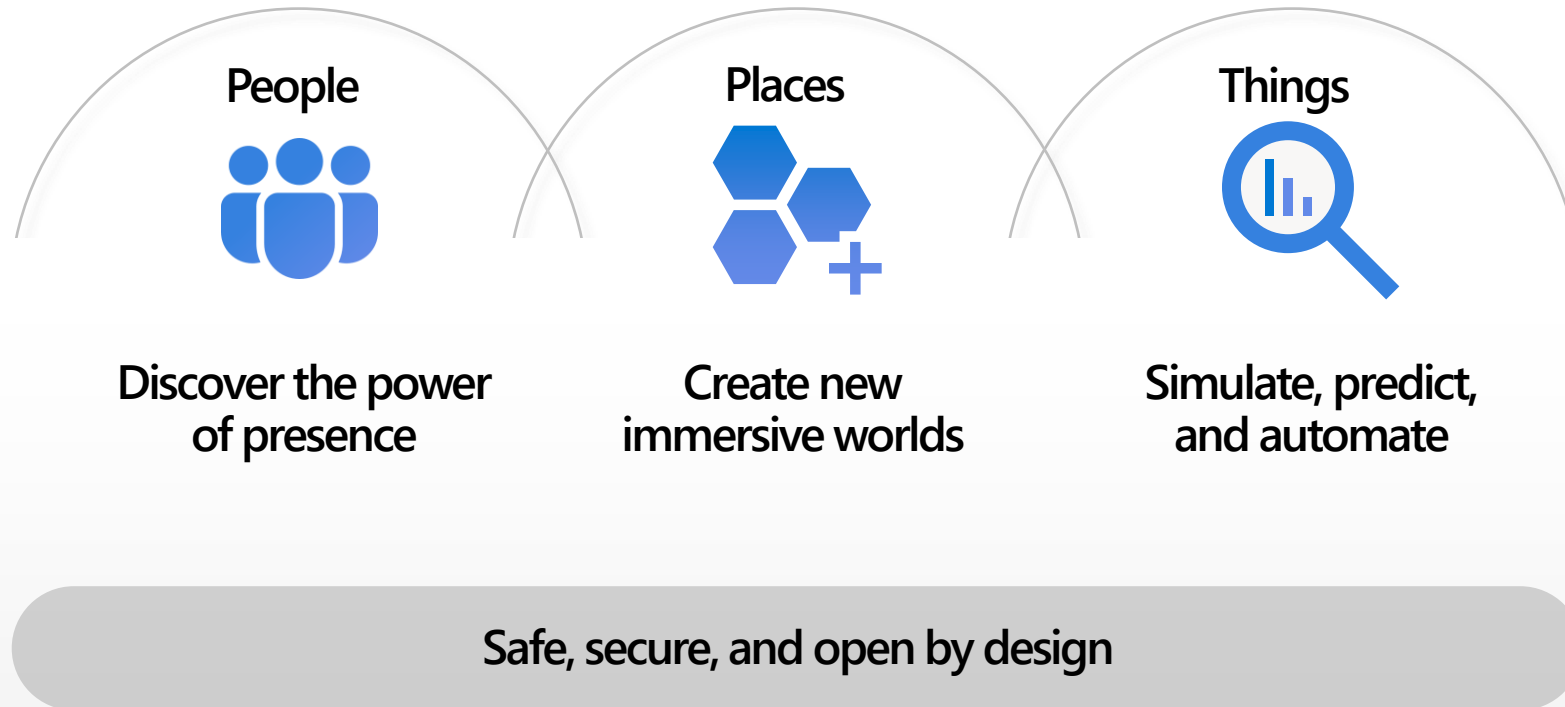 People
Places
Things
Discover the power
of presence
Create new
immersive worlds
Simulate, predict,
and automate
Safe, secure, and open by design